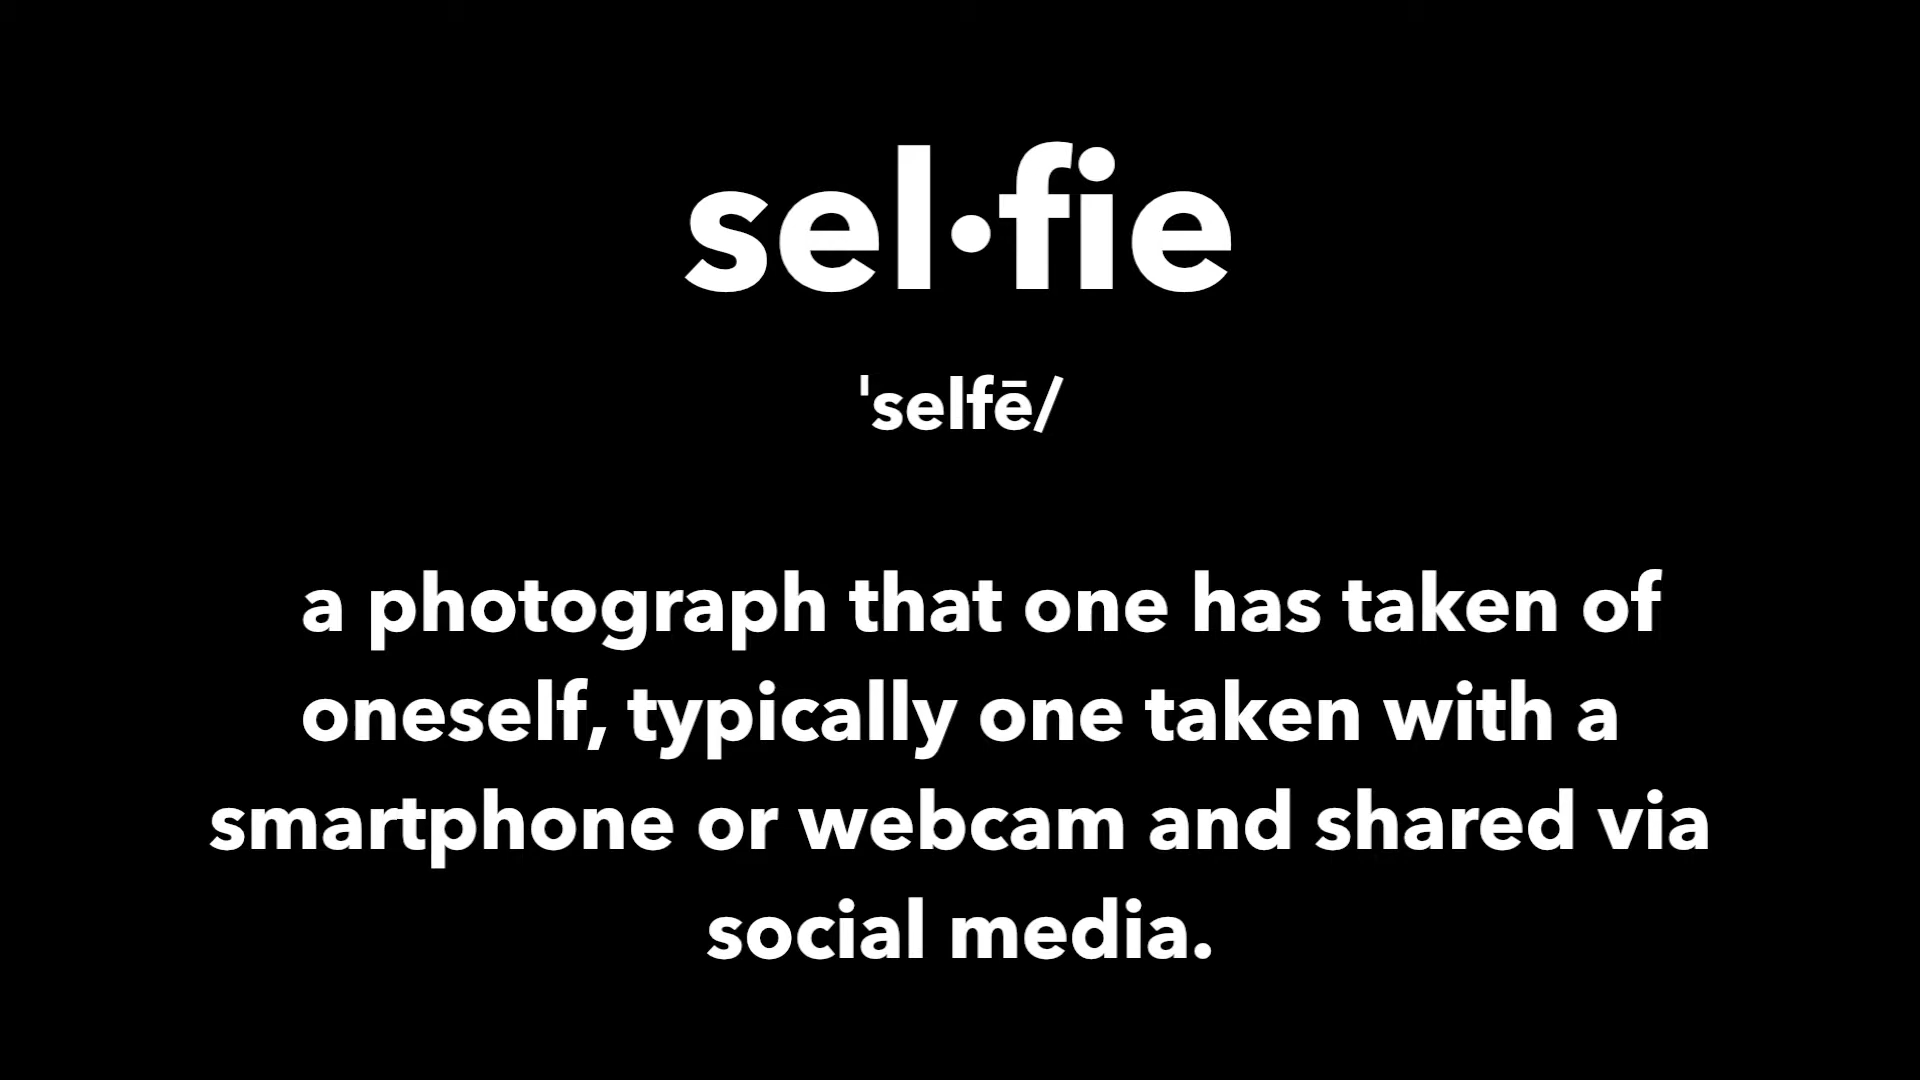 sel·fie
ˈselfē/
a photograph that one has taken of
oneself, typically one taken with a
smartphone or webcam and shared via
social media.